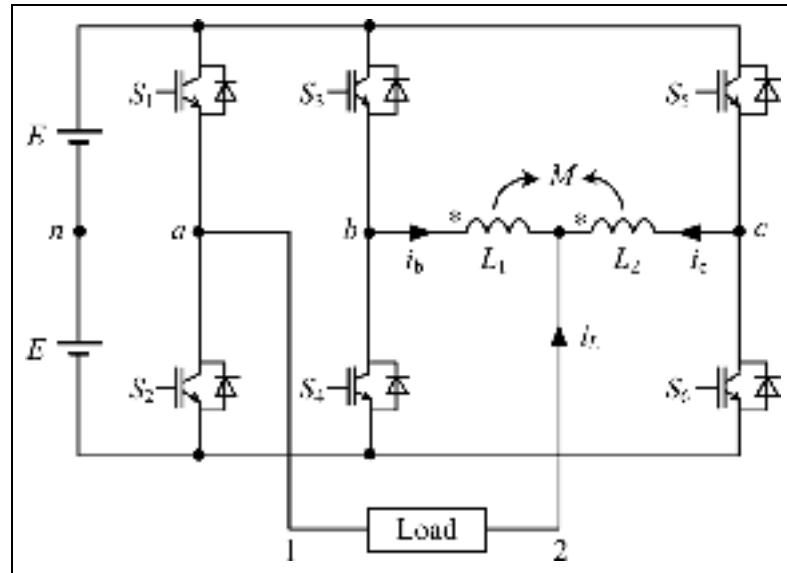 S1 S3 S5
E
M
* *
n a b c
ib L1 L2 ic
E iL
S2 S4 S6
Load
1 2